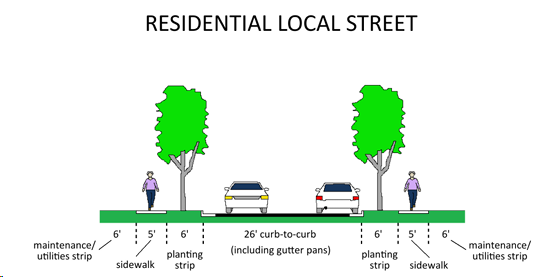 RESIDENTIAL LOCAL STREET
6' 5' 6' 26' curb-to-curb 6' 5' 6'
maintenance/
utilities strip
sidewalk
planting
strip
(including gutter pans)
planting
strip
sidewalk
maintenance/
utilities strip